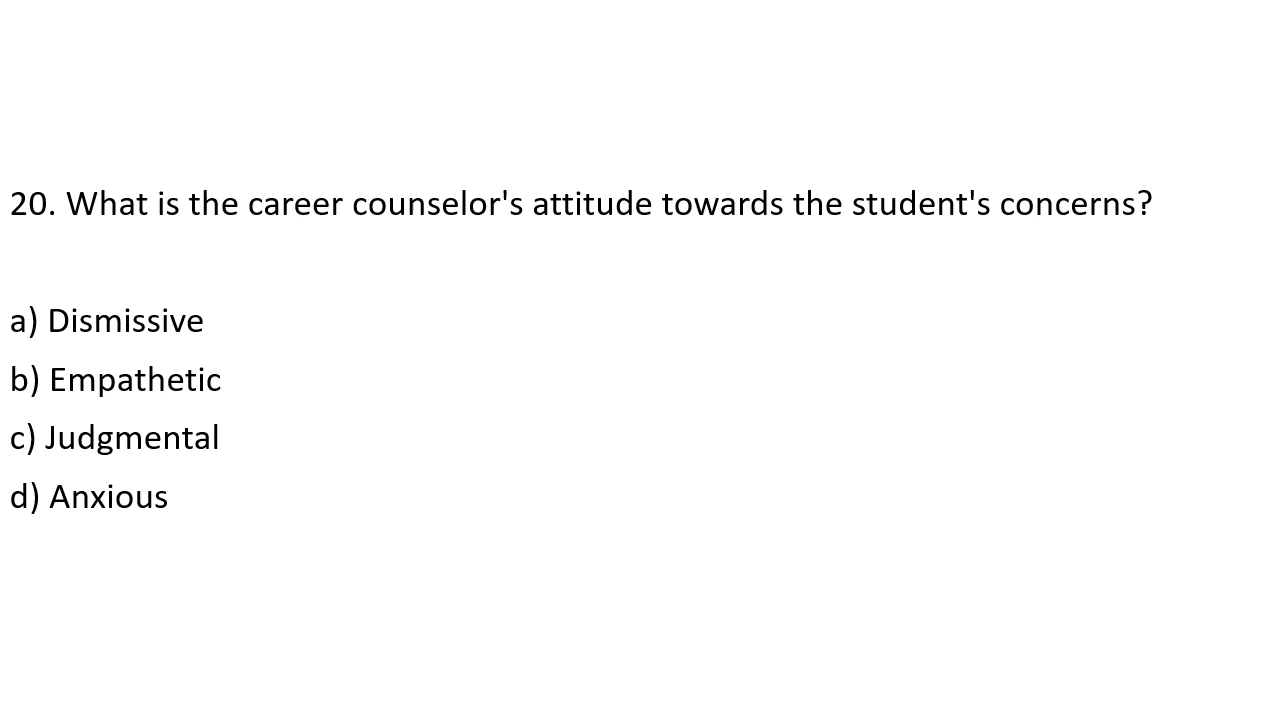 20. What is the career counselor's attitude towards the student's concerns?
a) Dismissive
b) Empathetic
c) Judgmental
d) Anxious